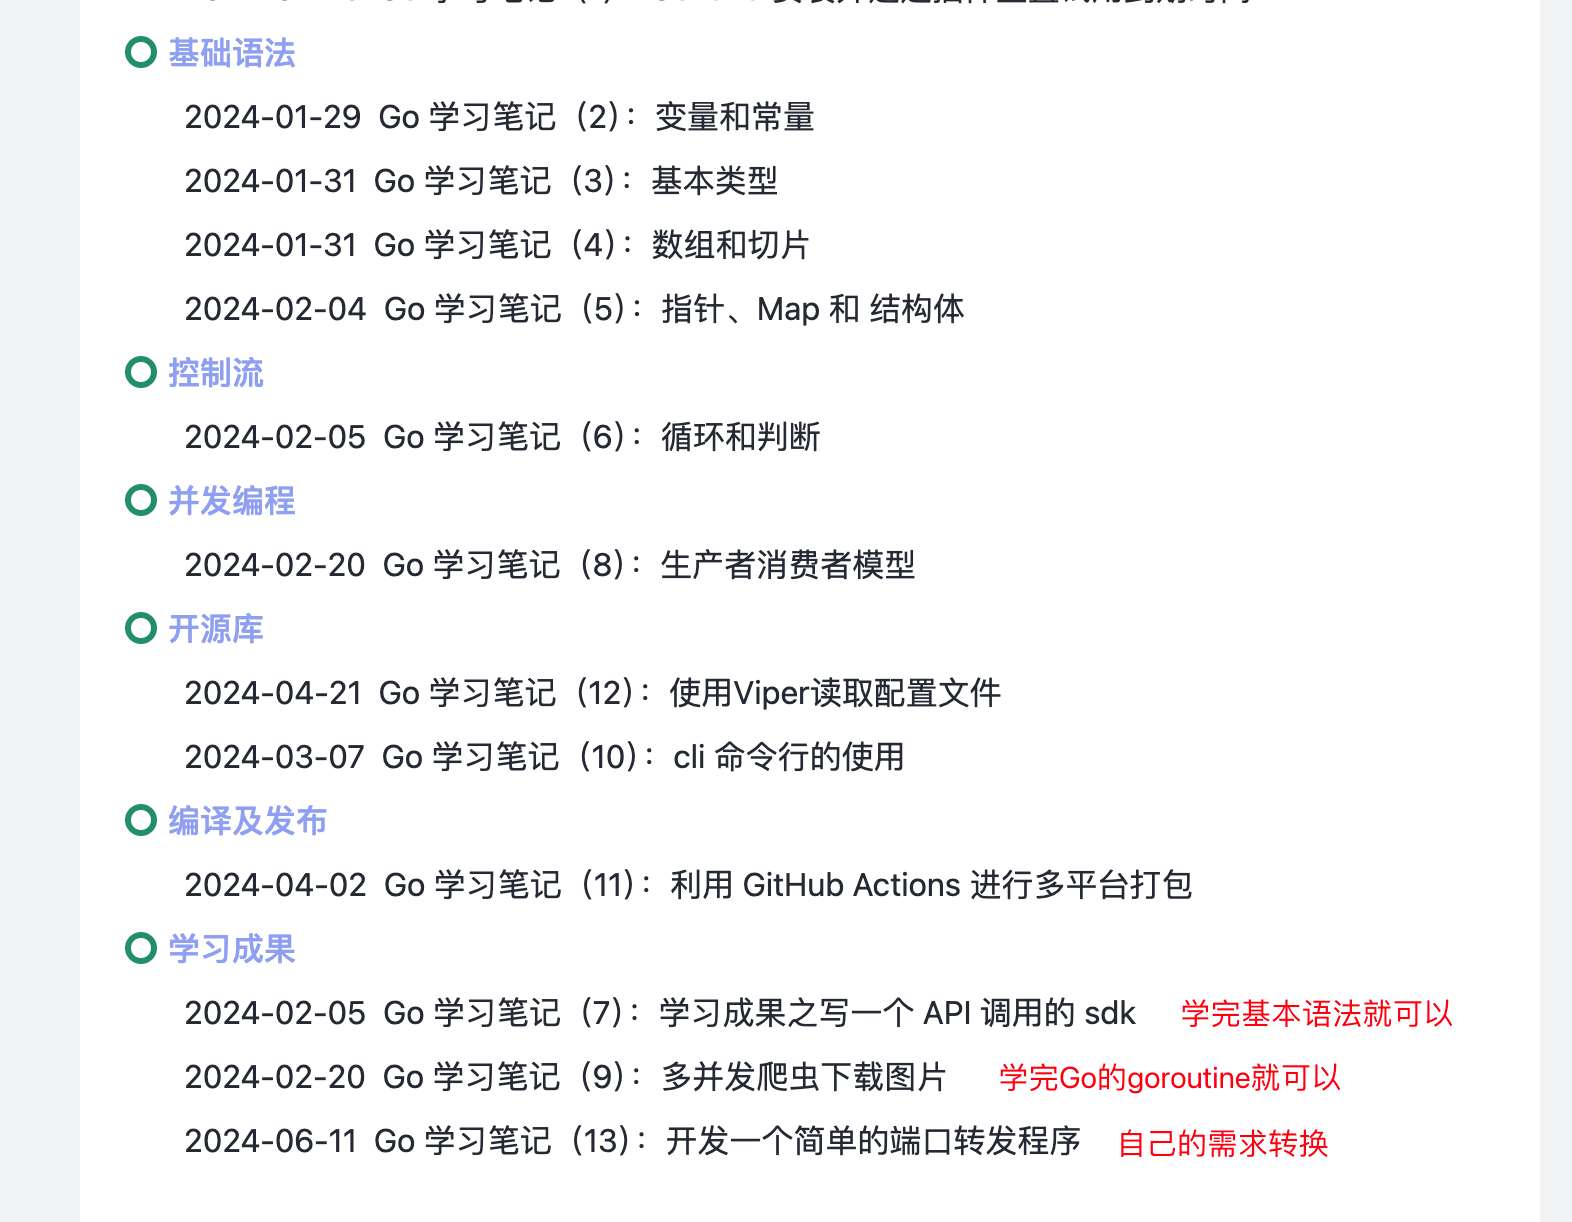 基础语法
2024-01-29 Go 学习笔记（2）：变量和常量
2024-01-31 Go 学习笔记（3）：基本类型
2024-01-31 Go 学习笔记（4）：数组和切片
2024-02-04 Go 学习笔记（5）：指针、Map 和 结构体
控制流
2024-02-05 Go 学习笔记（6）：循环和判断
并发编程
2024-02-20 Go 学习笔记（8）：生产者消费者模型
开源库
2024-04-21 Go 学习笔记（12）：使用Viper读取配置文件
2024-03-07 Go 学习笔记（10）：cli 命令行的使用
编译及发布
2024-04-02 Go 学习笔记（11）：利用 GitHub Actions 进行多平台打包
学习成果
2024-02-05 Go 学习笔记（7）：学习成果之写一个 API 调用的 sdk 学完基本语法就可以
2024-02-20 Go 学习笔记（9）：多并发爬虫下载图片 学完Go的goroutine就可以
2024-06-11 Go 学习笔记（13）：开发一个简单的端口转发程序 自己的需求转换